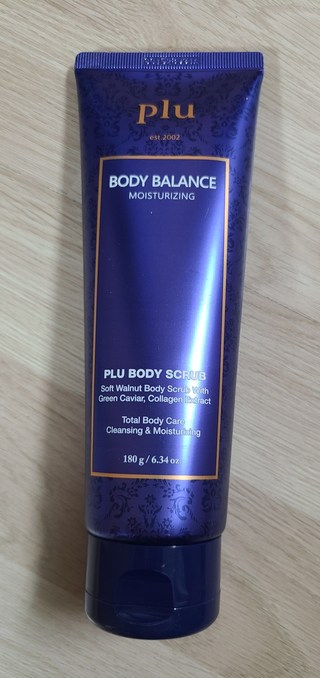 plu
est.2002
BODY BALANCE
MOISTURIZING
PLU BODY SCRUB
Soft Walnut Body Scrub With
Green Caviar, Collagen Extract
Total Body Care
Cleansing & Moisturizing
180 g / 6.34 oz.